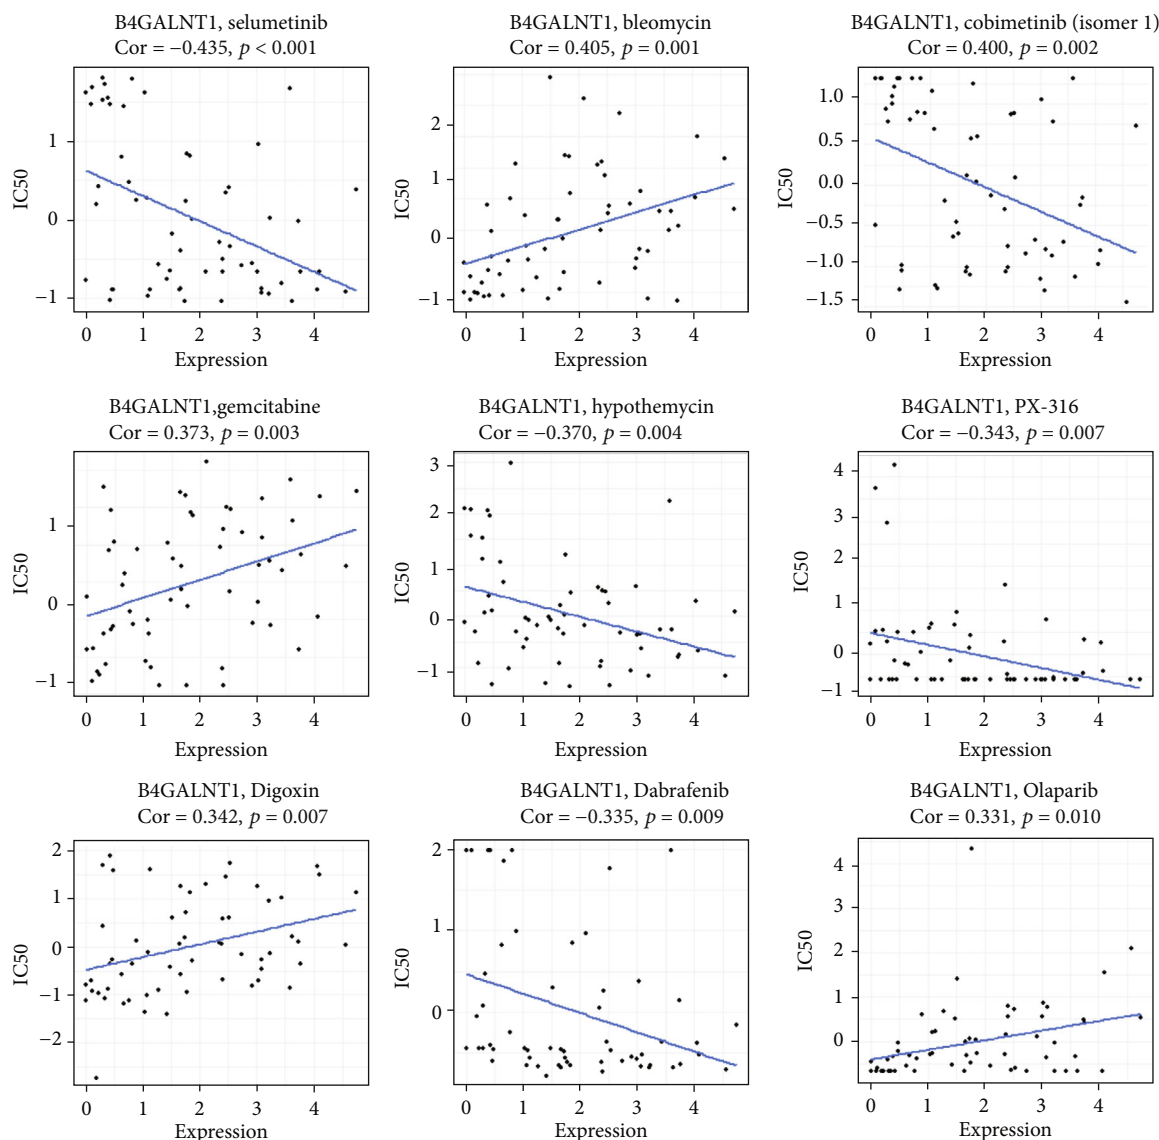 B4GALNT1, selumetinib
Cor = −0.435, p < 0.001
IC50
1
0
−1
0 1 2 3 4
Expression
B4GALNT1, bleomycin
Cor = 0.405, p = 0.001
IC50
2
1
0
−1
0 1 2 3 4
Expression
B4GALNT1, cobimetinib (isomer 1)
Cor = 0.400, p = 0.002
IC50
1.0
0.5
0.0
−0.5
−1.0
−1.5
0 1 2 3 4
Expression
B4GALNT1,gemcitabine
Cor = 0.373, p = 0.003
IC50
1
0
−1
0 1 2 3 4
Expression
B4GALNT1, hypothemycin
Cor = −0.370, p = 0.004
IC50
3
2
1
0
−1
0 1 2 3 4
Expression
B4GALNT1, PX-316
Cor = −0.343, p = 0.007
IC50
4
3
2
1
0
−1
0 1 2 3 4
Expression
B4GALNT1, Digoxin
Cor = 0.342, p = 0.007
IC50
2
1
0
−1
−2
0 1 2 3 4
Expression
B4GALNT1, Dabrafenib
Cor = −0.335, p = 0.009
IC50
2
1
0
0 1 2 3 4
Expression
B4GALNT1, Olaparib
Cor = 0.331, p = 0.010
IC50
4
3
2
1
0
0 1 2 3 4
Expression